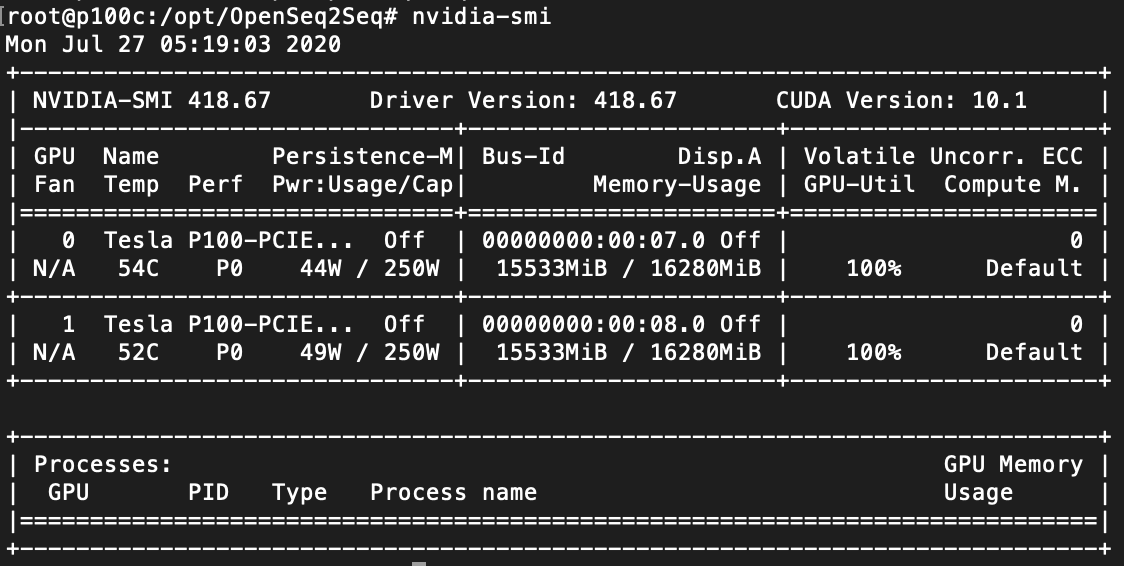 [root@p100c:/opt/OpenSeq2Seq# nvidia-smi
Mon Jul 27 05:19:03 2020
+-----------------------------------------------------------------------------+
| NVIDIA-SMI 418.67       Driver Version: 418.67       CUDA Version: 10.1     |
|-------------------------------+----------------------+----------------------+
| GPU  Name        Persistence-M| Bus-Id        Disp.A | Volatile Uncorr. ECC |
| Fan  Temp  Perf  Pwr:Usage/Cap|         Memory-Usage | GPU-Util  Compute M. |
|===============================+======================+======================|
|   0  Tesla P100-PCIE...  Off  | 00000000:00:07.0 Off |                    0 |
| N/A   54C    P0    44W / 250W |  15533MiB / 16280MiB |    100%      Default |
+-------------------------------+----------------------+----------------------+
|   1  Tesla P100-PCIE...  Off  | 00000000:00:08.0 Off |                    0 |
| N/A   52C    P0    49W / 250W |  15533MiB / 16280MiB |    100%      Default |
+-------------------------------+----------------------+----------------------+

+-----------------------------------------------------------------------------+
| Processes:                                                       GPU Memory |
|  GPU       PID   Type   Process name                             Usage      |
|=============================================================================|
+-----------------------------------------------------------------------------+